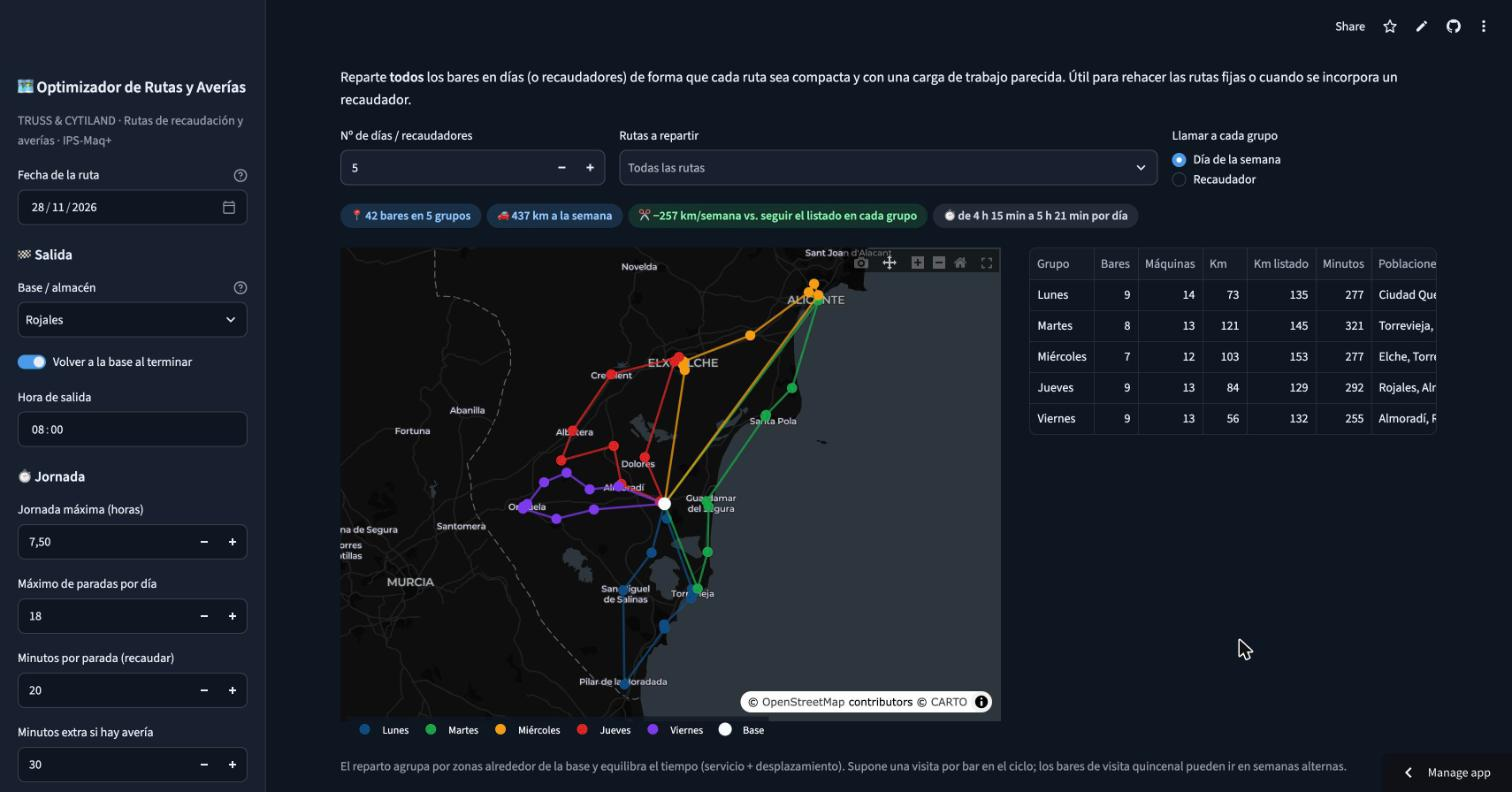 Share
🗺️ Optimizador de Rutas y Averías
TRUSS & CYTILAND · Rutas de recaudación y
averías · IPS-Maq+
Fecha de la ruta
28/11/2026
🏁 Salida
Base / almacén
Rojales
Volver a la base al terminar
Hora de salida
08:00
⏱️ Jornada
Jornada máxima (horas)
7,50
Máximo de paradas por día
18
Minutos por parada (recaudar)
20
Minutos extra si hay avería
30
Reparte todos los bares en días (o recaudadores) de forma que cada ruta sea compacta y con una carga de trabajo parecida. Útil para rehacer las rutas fijas o cuando se incorpora un
recaudador.
Nº de días / recaudadores
5
Rutas a repartir
Todas las rutas
Llamar a cada grupo
Día de la semana
Recaudador
📍 42 bares en 5 grupos 🚗 437 km a la semana ✂️ −257 km/semana vs. seguir el listado en cada grupo ⏱️ de 4 h 15 min a 5 h 21 min por día
Sant Joan d'Alacant
Novelda
ALICANTE
Crevillent
Abanilla
Albatera
Fortuna
Santa Pola
Dolores
Almoradí
Guardamar
del Segura
Orihuela
Santomera
na de Segura
orres
otillas
MURCIA
San Miguel
de Salinas
Torrevieja
Pilar de la Horadada
© OpenStreetMap contributors © CARTO
Lunes Martes Miércoles Jueves Viernes Base
Grupo Bares Máquinas Km Km listado Minutos Poblacione
Lunes 9 14 73 135 277 Ciudad Que
Martes 8 13 121 145 321 Torrevieja,
Miércoles 7 12 103 153 277 Elche, Torre
Jueves 9 13 84 129 292 Rojales, Alr
Viernes 9 13 56 132 255 Almoradí, R
El reparto agrupa por zonas alrededor de la base y equilibra el tiempo (servicio + desplazamiento). Supone una visita por bar en el ciclo; los bares de visita quincenal pueden ir en semanas alternas.
Manage app